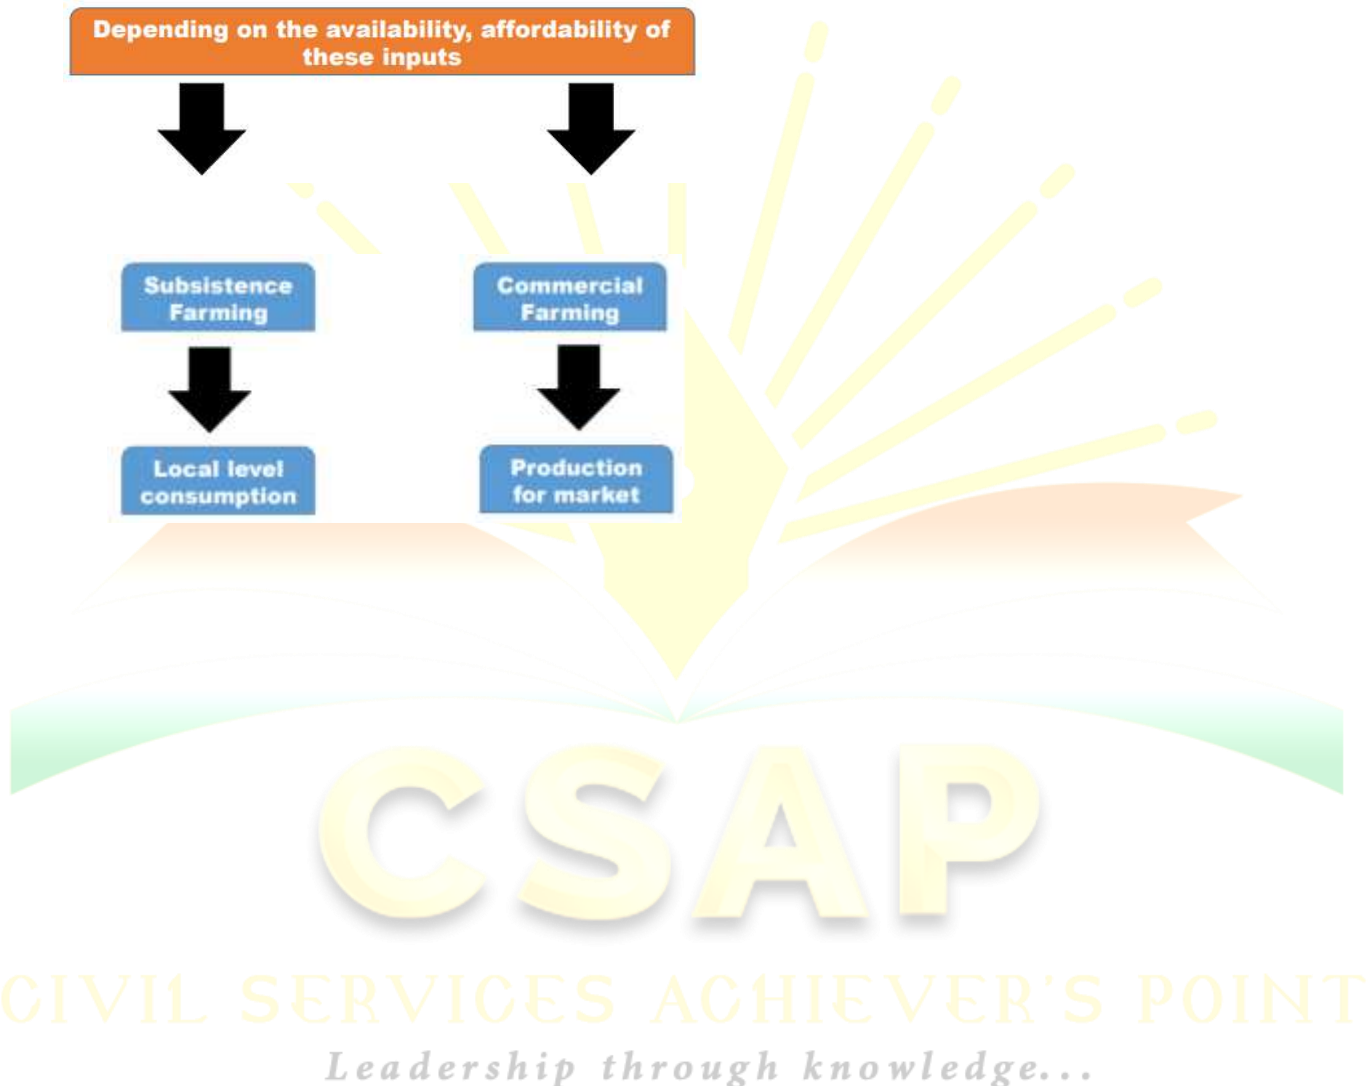 Depending on the availability, affordability of
these inputs
Subsistence
Farming
Commercial
Farming
Local level
consumption
Production
for market
CSAP
CIVIL SERVICES ACHIEVER'S POINT
Leadership through knowledge...